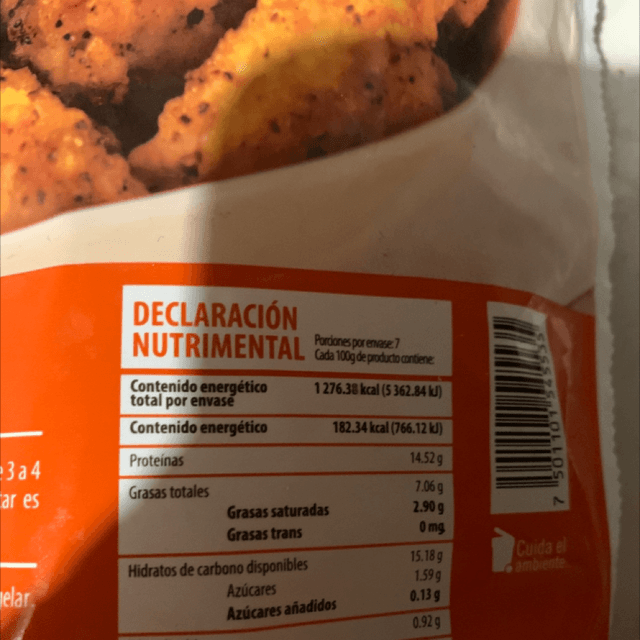 DECLARACIÓN
NUTRIMENTAL
Porciones por envase: 7
Cada 100g de producto contiene:
Contenido energético
total por envase
1 276.38 kcal (5 362.84 kJ)
Contenido energético 182.34 kcal (766.12 kJ)
Proteínas 14.52 g
Grasas totales 7.06 g
Grasas saturadas 2.90 g
Grasas trans 0 mg
Hidratos de carbono disponibles 15.18 g
Azúcares 1.59 g
Azúcares añadidos 0.13 g
0.92 g
3 a 4
es
Cuida el
ambiente